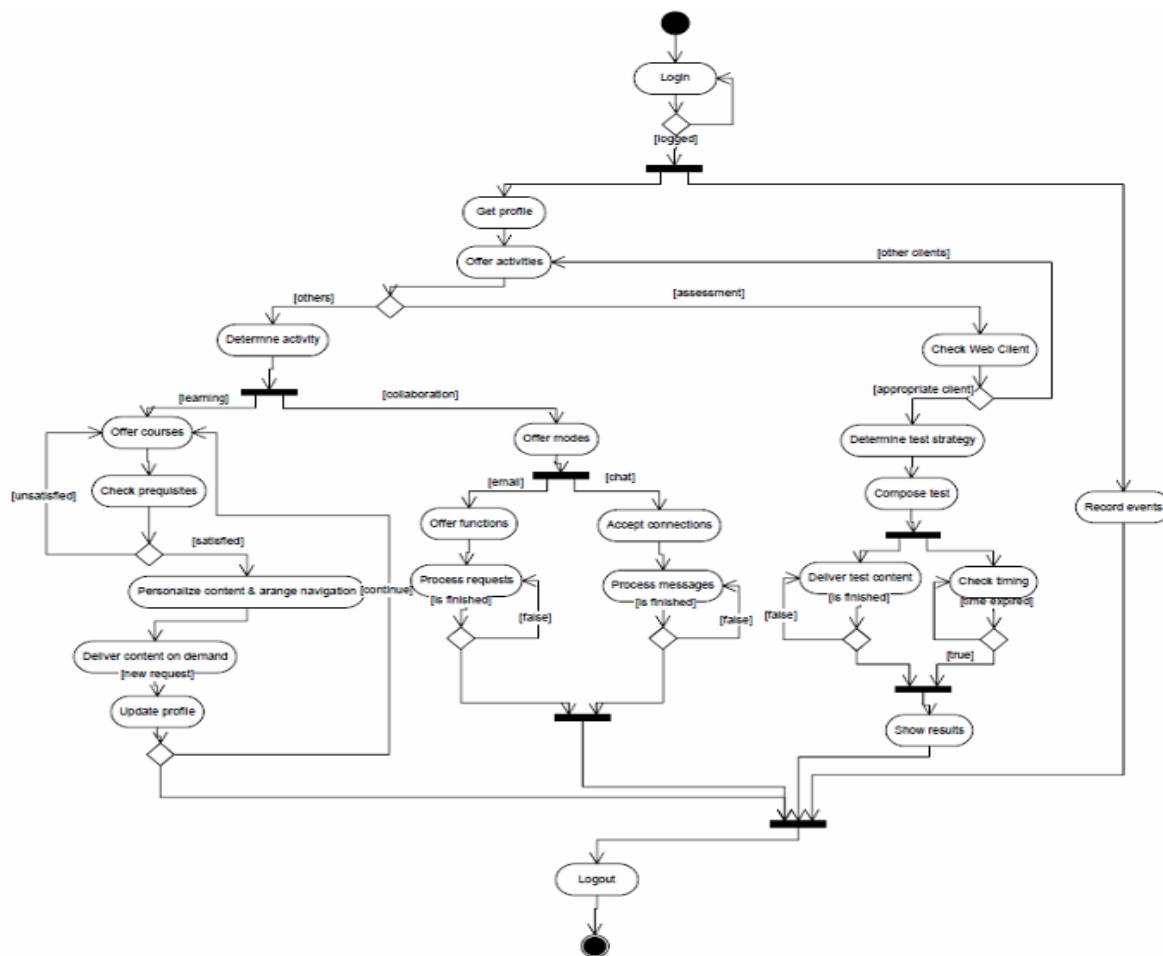 Login
[logged]
Get profile
Offer activities
[other clients]
[others]
[assessment]
Determne activity
Check Web Client
[learning]
[collaboration]
[appropriate client]
Offer courses
Offer modes
Determine test strategy
[unsatisfied]
Check prequisites
[email]
[chat]
Compose test
Offer functions
Accept connections
Record events
[satisfied]
Personalize content & arange navigation
[continue]
Process requests
[is finished]
[false]
Process messages
[is finished]
[false]
Deliver test content
[is finished]
[false]
Check timing
[time expired]
[true]
Deliver content on demand
[new request]
Update profile
Show results
Logout